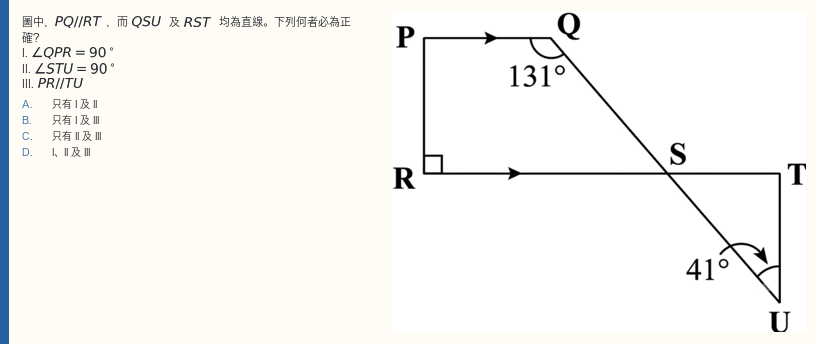 圖中，PQ//RT，而 QSU 及 RST 均為直線。下列何者必為正
確?
I. ∠QPR = 90°
II. ∠STU = 90°
III. PR//TU
A. 只有 I 及 II
B. 只有 I 及 III
C. 只有 II 及 III
D. I、II 及 III
P
Q
131°
S
R
T
41°
U